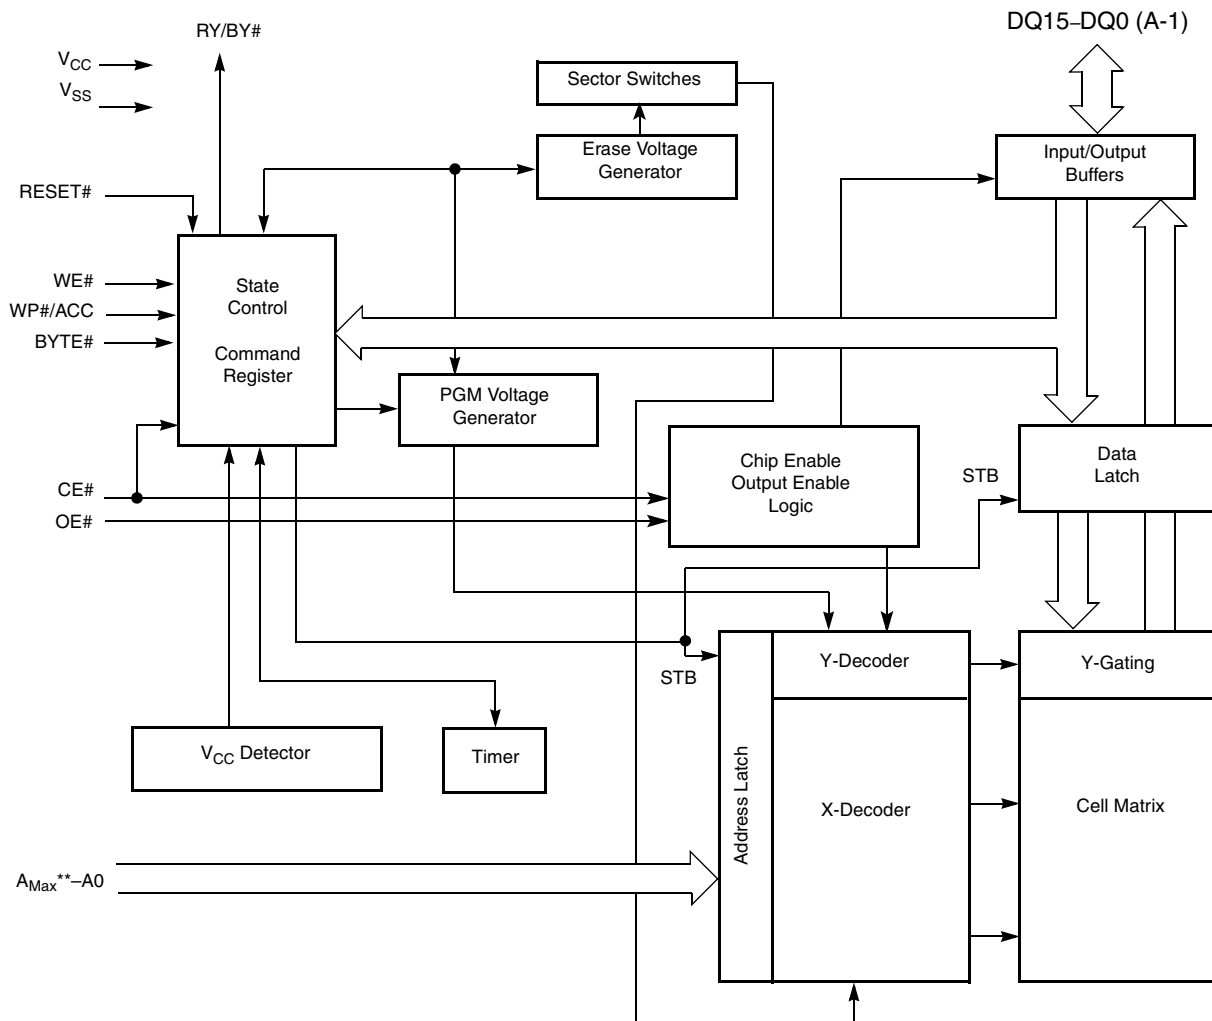 DQ15–DQ0 (A-1)
RY/BY#
VCC
VSS
Sector Switches
Erase Voltage
Generator
Input/Output
Buffers
RESET#
WE#
WP#/ACC
BYTE#
State
Control
Command
Register
PGM Voltage
Generator
Chip Enable
Output Enable
Logic
STB
Data
Latch
CE#
OE#
STB
Y-Decoder
Y-Gating
VCC Detector
Timer
Address Latch
X-Decoder
Cell Matrix
AMax**–A0